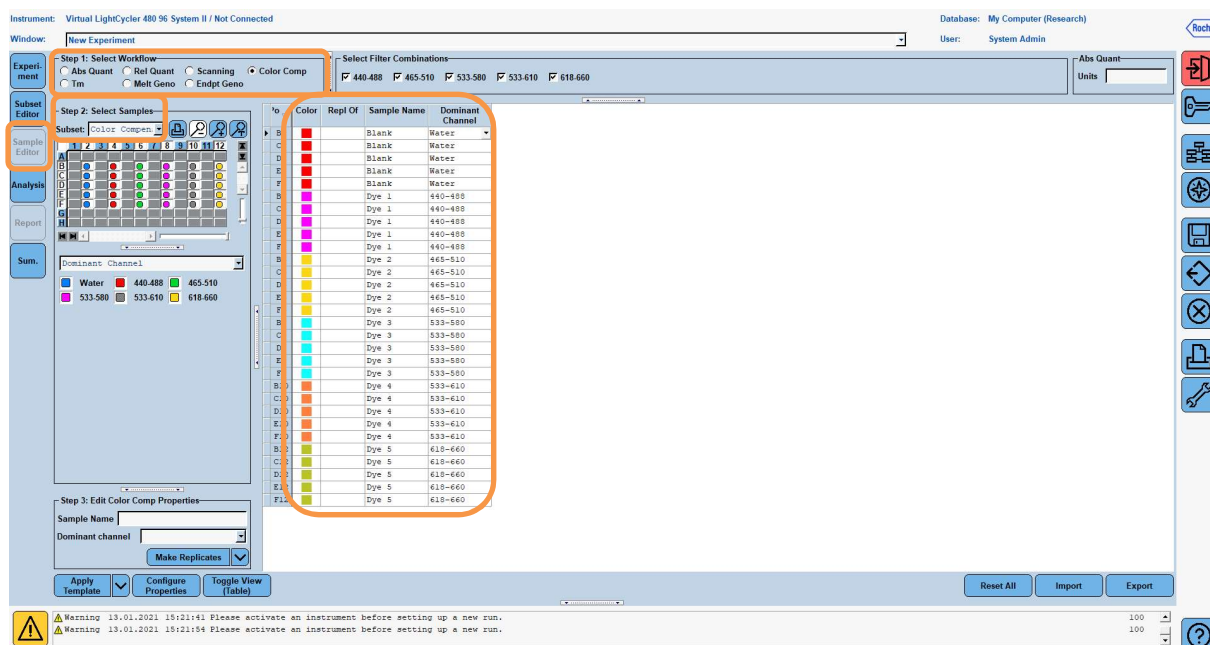 Instrument: Virtual LightCycler 480 96 System II / Not Connected
Database: My Computer (Research)
Window: New Experiment
User: System Admin
Roch
Experi-
ment
Subset
Editor
Sample
Editor
Analysis
Report
Sum.
Step 1: Select Workflow
Abs Quant Rel Quant Scanning Color Comp
Tm Melt Geno Endpt Geno
Select Filter Combinations
440-488 465-510 533-580 533-610 618-660
Abs Quant
Units
Step 2: Select Samples
Subset: Color Compen
1 2 3 4 5 6 7 8 9 10 11 12
A
B
C
D
E
F
G
H
Dominant Channel
Water 440-488 465-510
533-580 533-610 618-660
Color Repl Of Sample Name Dominant
Channel
B Blank Water
C Blank Water
D Blank Water
E Blank Water
F Blank Water
B Dye 1 440-488
C Dye 1 440-488
D Dye 1 440-488
E Dye 1 440-488
F Dye 1 440-488
B Dye 2 465-510
C Dye 2 465-510
D Dye 2 465-510
E Dye 2 465-510
F Dye 2 465-510
B Dye 3 533-580
C Dye 3 533-580
D Dye 3 533-580
E Dye 3 533-580
F Dye 3 533-580
B10 Dye 4 533-610
C10 Dye 4 533-610
D10 Dye 4 533-610
E10 Dye 4 533-610
F10 Dye 4 533-610
B12 Dye 5 618-660
C12 Dye 5 618-660
D12 Dye 5 618-660
E12 Dye 5 618-660
F12 Dye 5 618-660
Step 3: Edit Color Comp Properties
Sample Name
Dominant channel
Make Replicates
Apply
Template
Configure
Properties
Toggle View
(Table)
Reset All
Import
Export
Warning 13.01.2021 15:21:41 Please activate an instrument before setting up a new run. 100
Warning 13.01.2021 15:21:54 Please activate an instrument before setting up a new run. 100